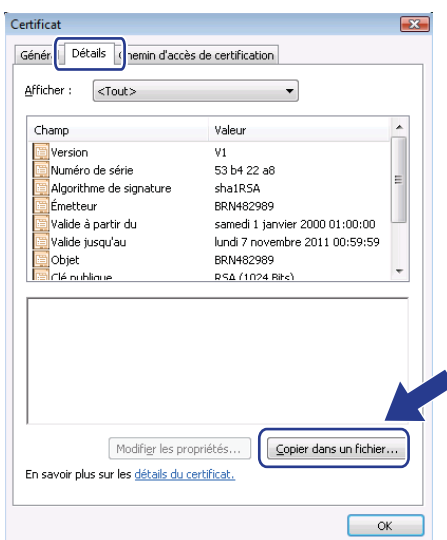 Certificat
Général Détails Chemin d'accès de certification
Afficher : <Tout>
Champ Valeur
Version V1
Numéro de série 53 b4 22 a8
Algorithme de signature sha1RSA
Émetteur BRN482989
Valide à partir du samedi 1 janvier 2000 01:00:00
Valide jusqu'au lundi 7 novembre 2011 00:59:59
Objet BRN482989
Clé publique RSA (1024 Bits)
Modifier les propriétés... Copier dans un fichier...
En savoir plus sur les détails du certificat.
OK